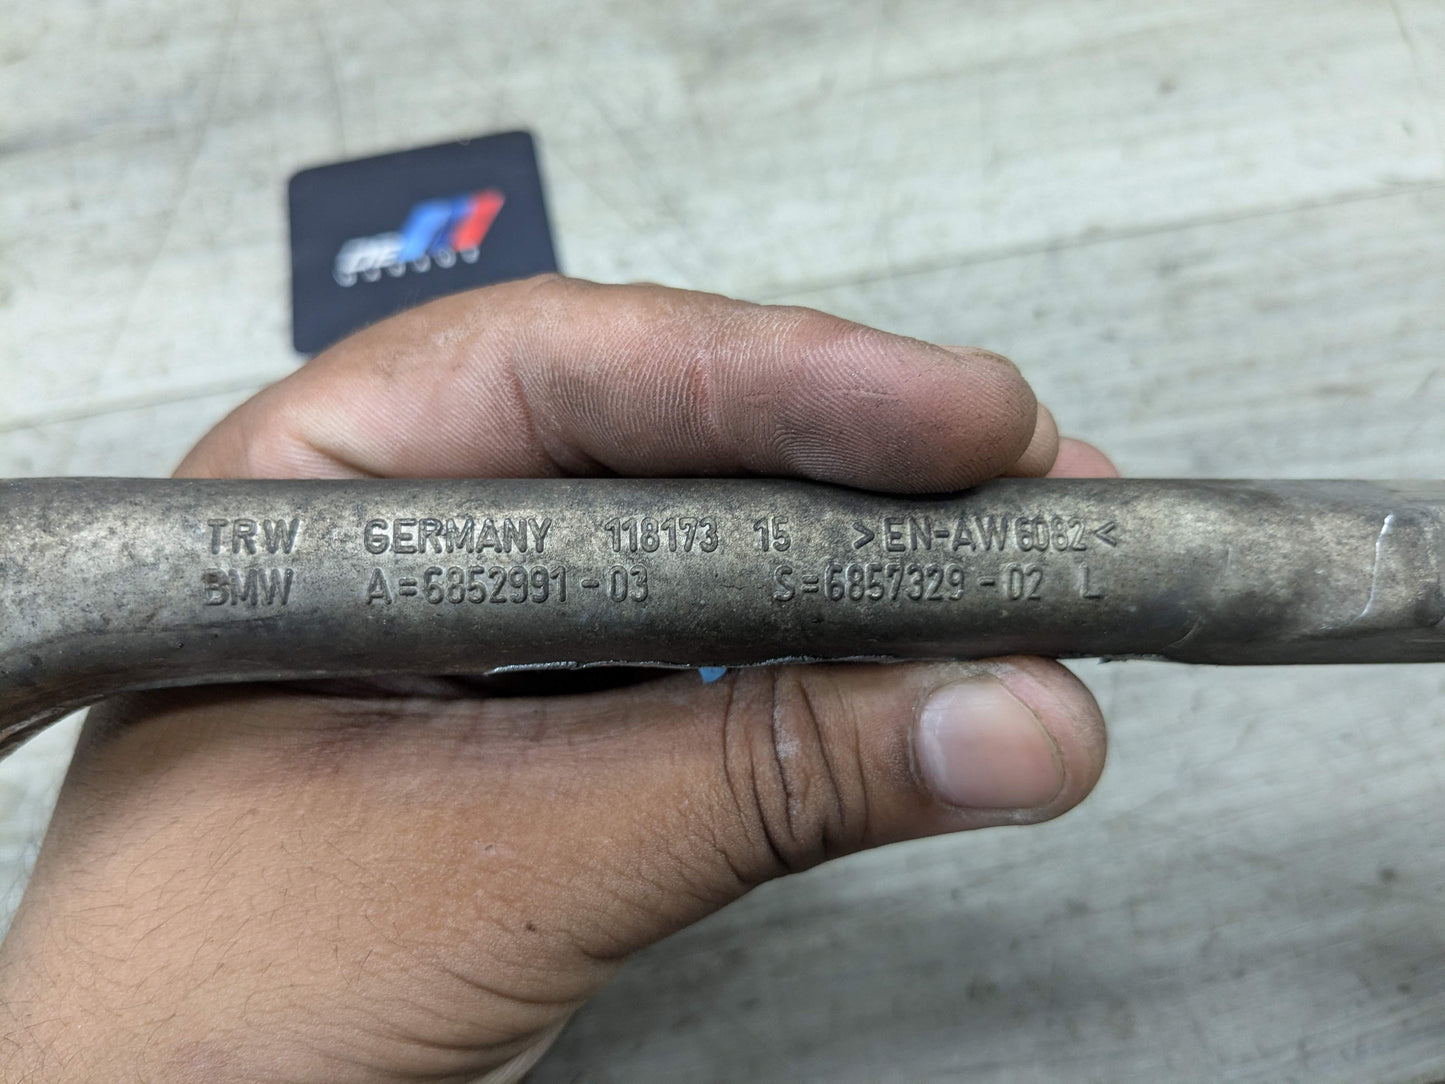 TRW GERMANY 118173 15 >EN-AW6082<
BMW A=6852991-03 S=6857329-02 L